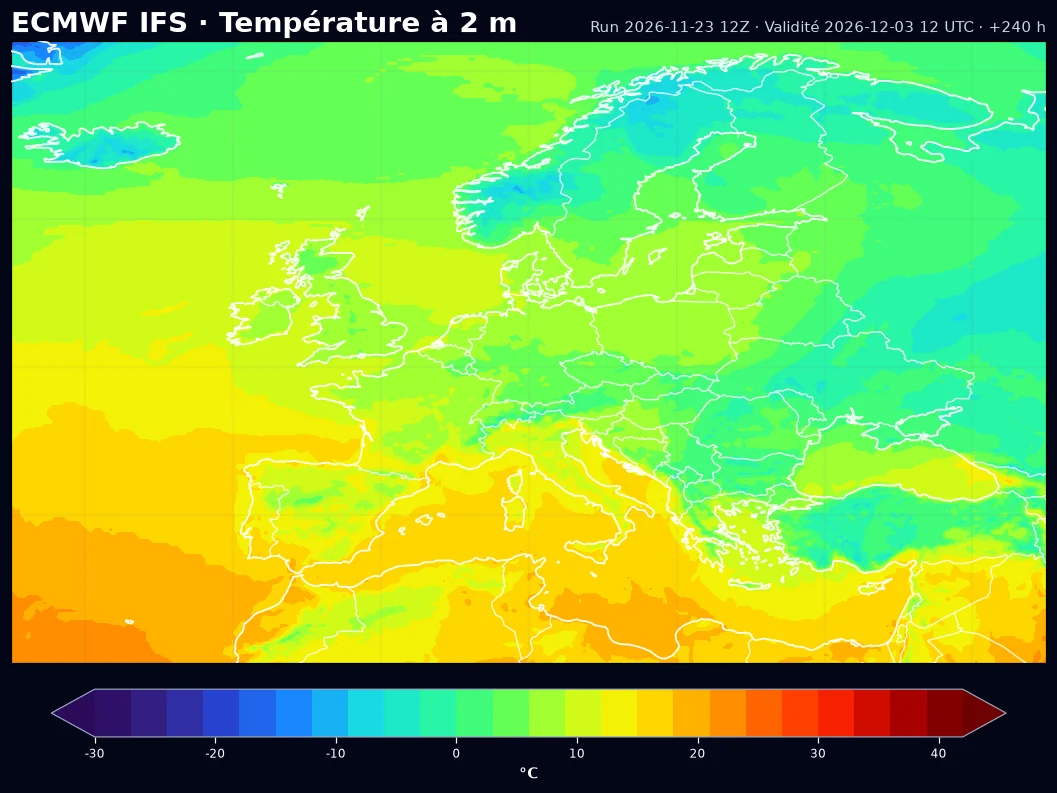 ECMWF IFS · Température à 2 m
Run 2026-11-23 12Z · Validité 2026-12-03 12 UTC · +240 h
-30 -20 -10 0 10 20 30 40
°C